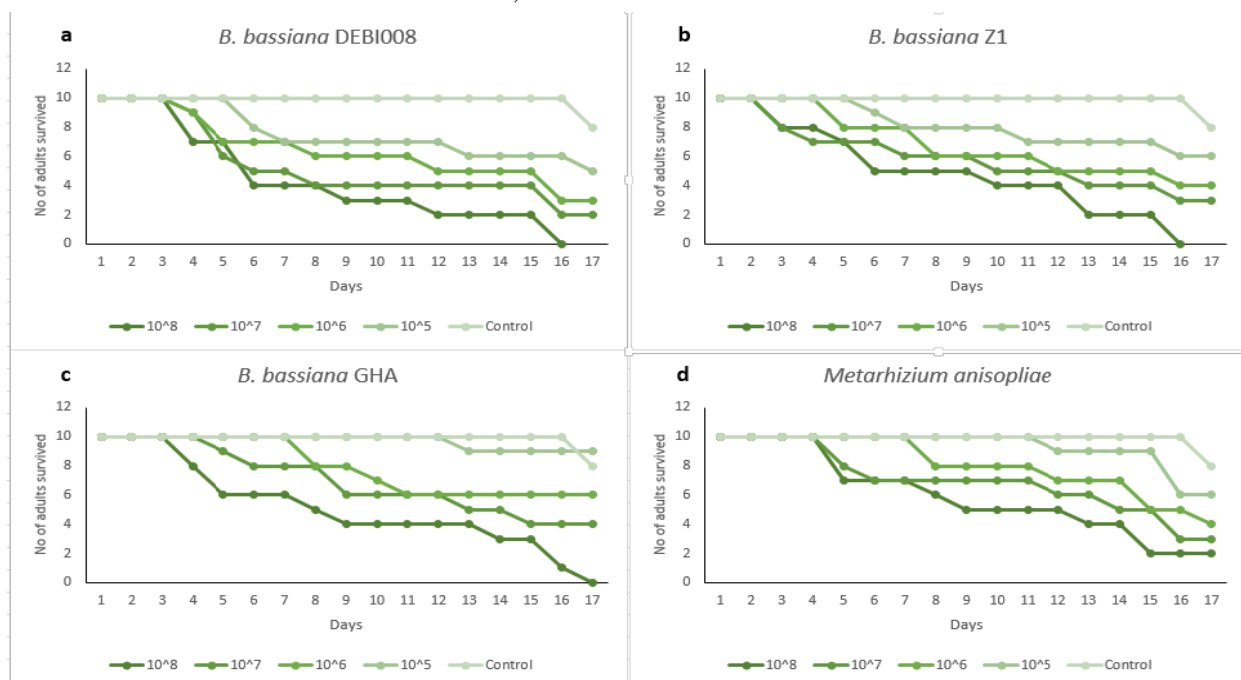 a
B. bassiana DEBI008
No of adults survived
12
10
8
6
4
2
0
1 2 3 4 5 6 7 8 9 10 11 12 13 14 15 16 17
Days
10^8 10^7 10^6 10^5 Control
b
B. bassiana Z1
No of adults survived
12
10
8
6
4
2
0
1 2 3 4 5 6 7 8 9 10 11 12 13 14 15 16 17
Days
10^8 10^7 10^6 10^5 Control
c
B. bassiana GHA
No of adults survived
12
10
8
6
4
2
0
1 2 3 4 5 6 7 8 9 10 11 12 13 14 15 16 17
Days
10^8 10^7 10^6 10^5 Control
d
Metarhizium anisopliae
No of adults survived
12
10
8
6
4
2
0
1 2 3 4 5 6 7 8 9 10 11 12 13 14 15 16 17
Days
10^8 10^7 10^6 10^5 Control